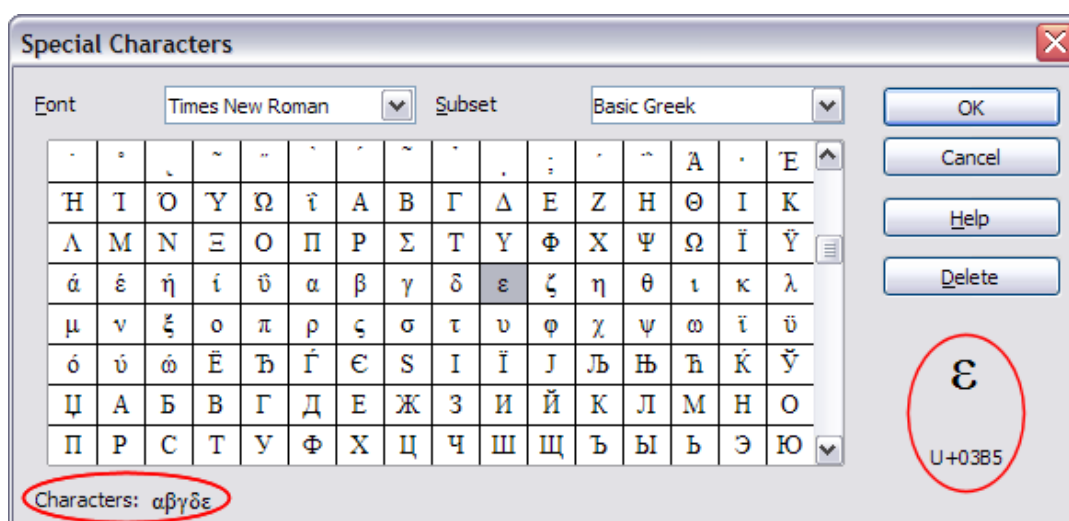 Special Characters
Font Times New Roman Subset Basic Greek OK
Cancel
Help
Delete
Ή Ί Ό Ύ Ώ ΐ Α Β Γ Δ Ε Ζ Η Θ Ι Κ
Λ Μ Ν Ξ Ο Π Ρ Σ Τ Υ Φ Χ Ψ Ω Ϊ Ϋ
ά έ ή ί ΰ α β γ δ ε ζ η θ ι κ λ
μ ν ξ ο π ρ ς σ τ υ φ χ ψ ω ϊ ϋ
ό ύ ώ Ё Ђ Ѓ Є Ѕ І Ї Ј Љ Њ Ћ Ќ Ў
Џ А Б В Г Д Е Ж З И Й К Л М Н О
П Р С Т У Ф Х Ц Ч Ш Щ Ъ Ы Ь Э Ю
ε
U+03B5
Characters: αβγδε